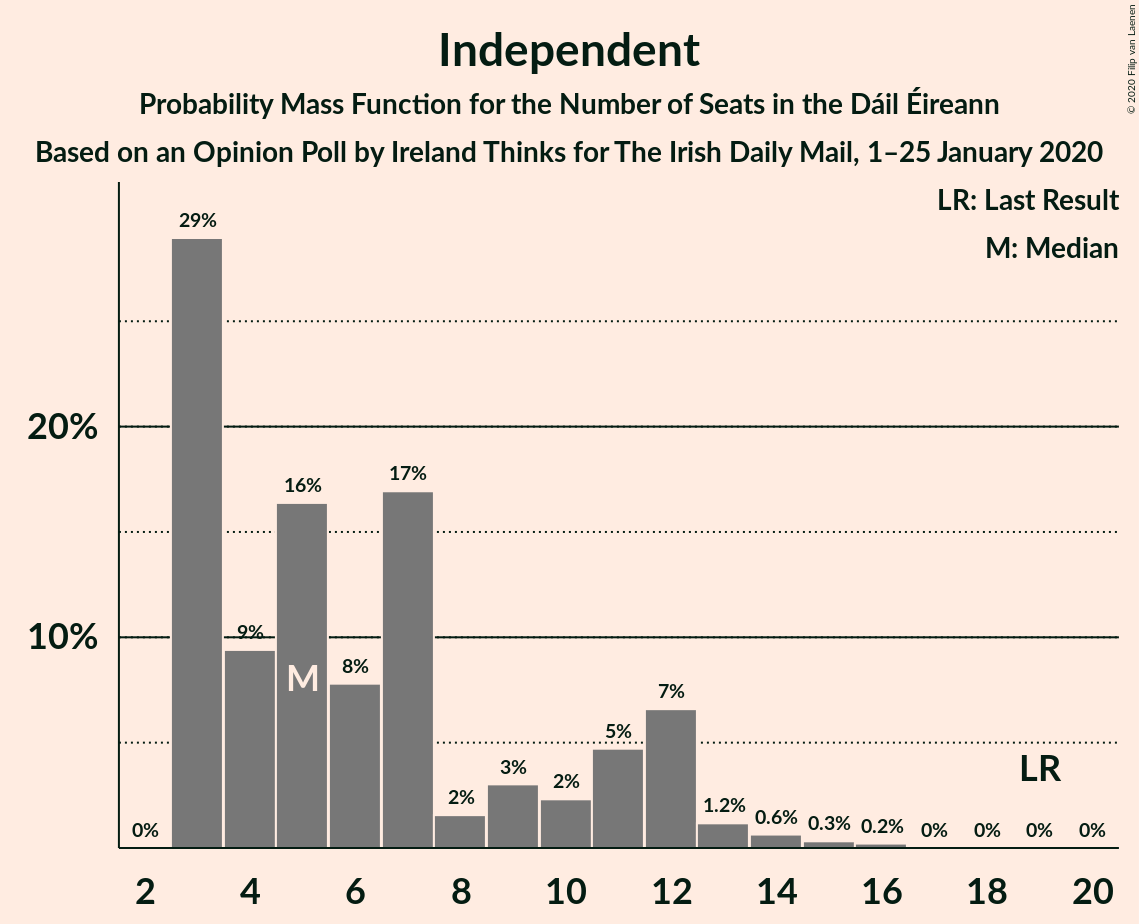 Independent
Probability Mass Function for the Number of Seats in the Dáil Éireann
Based on an Opinion Poll by Ireland Thinks for The Irish Daily Mail, 1–25 January 2020
© 2020 Filip van Laenen
LR: Last Result
M: Median
20%
10%
0%
29%
9%
16%
8%
17%
2%
3%
2%
5%
7%
1.2%
0.6%
0.3%
0.2%
0%
0%
0%
0%
M
LR
2 4 6 8 10 12 14 16 18 20